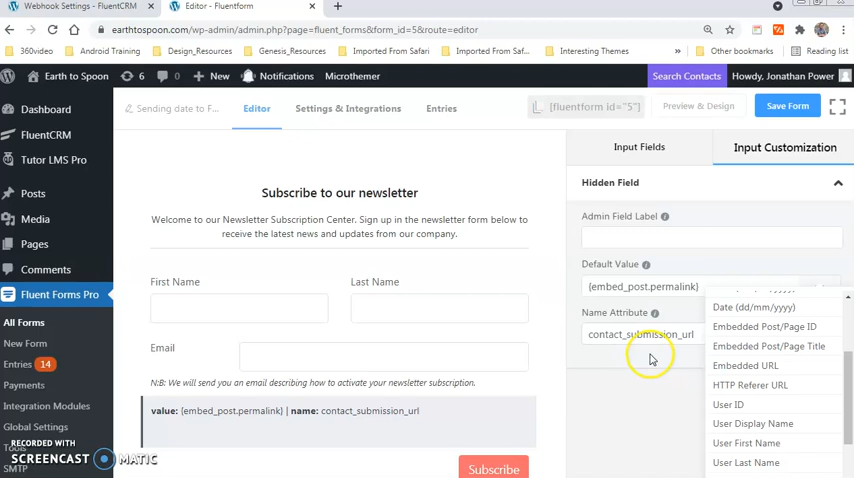 Webhook Settings - FluentCRM
Editor - Fluentform
earthtospoon.com/wp-admin/admin.php?page=fluent_forms&form_id=5&route=editor
360video Android Training Design_Resources Genesis_Resources Imported From Safari Imported From Saf... Interesting Themes Other bookmarks Reading list
Earth to Spoon 6 0 New Notifications Microthemer Search Contacts Howdy, Jonathan Power
Dashboard
FluentCRM
Tutor LMS Pro
Posts
Media
Pages
Comments
Fluent Forms Pro
All Forms
New Form
Entries 14
Payments
Integration Modules
Global Settings
Tools
SMTP
Sending date to F... Editor Settings & Integrations Entries [fluentform id="5"] Preview & Design Save Form
Subscribe to our newsletter
Welcome to our Newsletter Subscription Center. Sign up in the newsletter form below to
receive the latest news and updates from our company.
First Name Last Name
Email
N:B: We will send you an email describing how to activate your newsletter subscription.
value: {embed_post.permalink} | name: contact_submission_url
Subscribe
Input Fields Input Customization
Hidden Field
Admin Field Label
Default Value
{embed_post.permalink}
Name Attribute
contact_submission_url
Date (dd/mm/yyyy)
Embedded Post/Page ID
Embedded Post/Page Title
Embedded URL
HTTP Referer URL
User ID
User Display Name
User First Name
User Last Name
RECORDED WITH
SCREENCAST MATIC